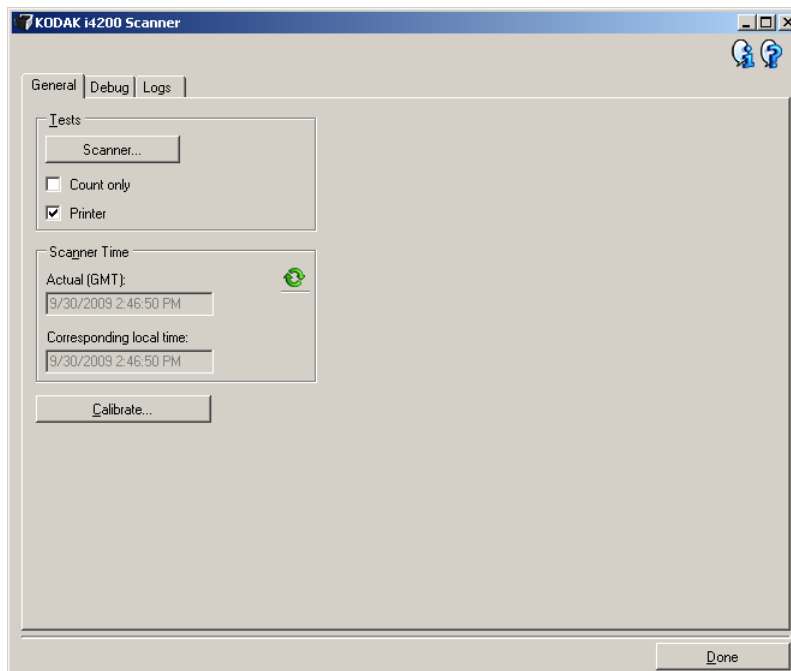 KODAK i4200 Scanner
General Debug Logs
Tests
Scanner...
Count only
Printer
Scanner Time
Actual (GMT):
9/30/2009 2:46:50 PM
Corresponding local time:
9/30/2009 2:46:50 PM
Calibrate...
Done